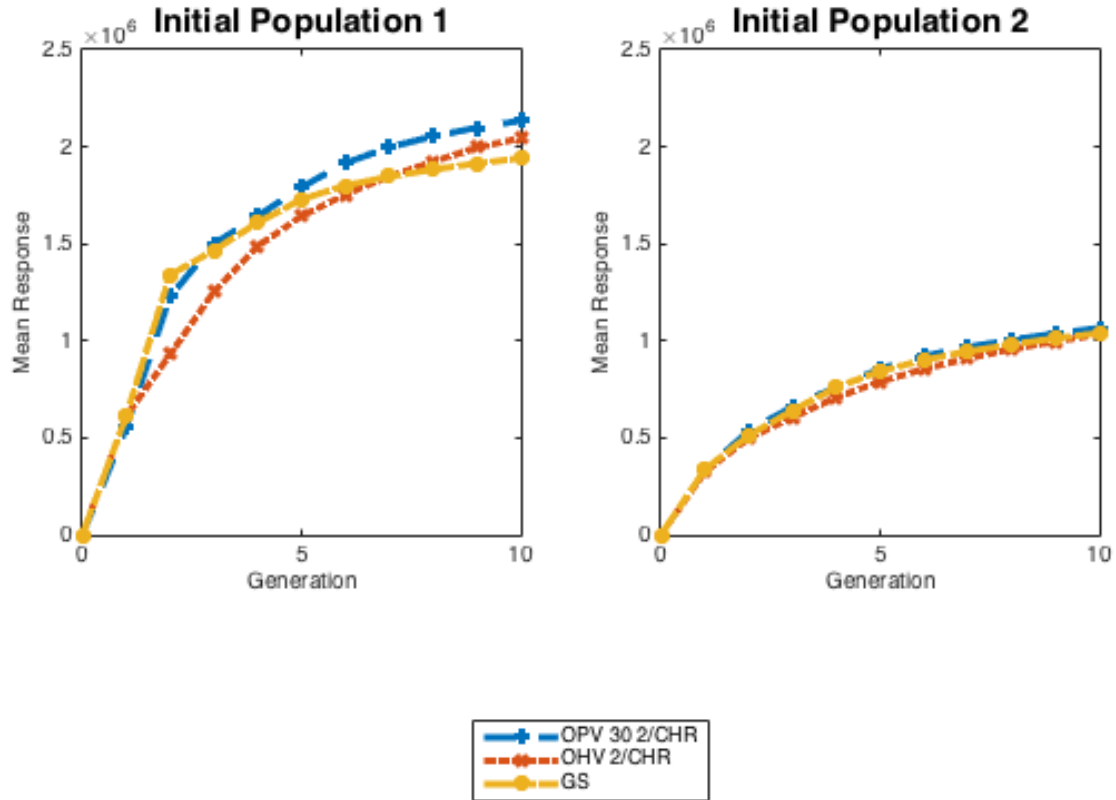 Initial Population 1
×10⁶
2.5
2
1.5
1
0.5
0
0
5
10
Mean Response
Generation
Initial Population 2
×10⁶
2.5
2
1.5
1
0.5
0
0
5
10
Mean Response
Generation
OPV 30 2/CHR
OHV 2/CHR
GS